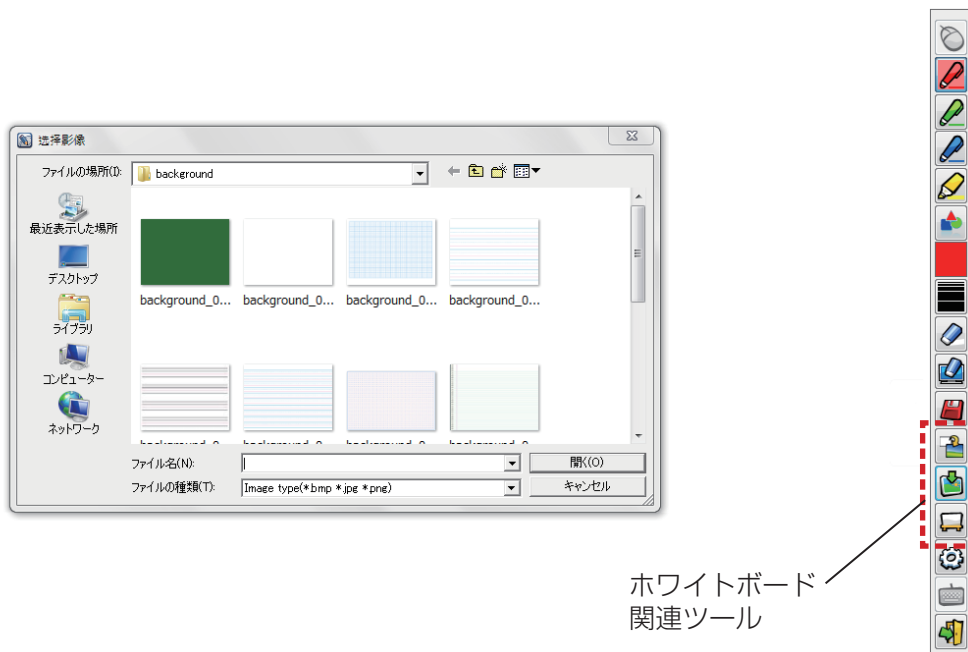 选择影像
ファイルの場所(I):
background
最近表示した場所
デスクトップ
ライブラリ
コンピューター
ネットワーク
background_0... background_0... background_0... background_0...
ファイル名(N):
開く(O)
ファイルの種類(T):
Image type(*bmp *jpg *png)
キャンセル
ホワイトボード
関連ツール